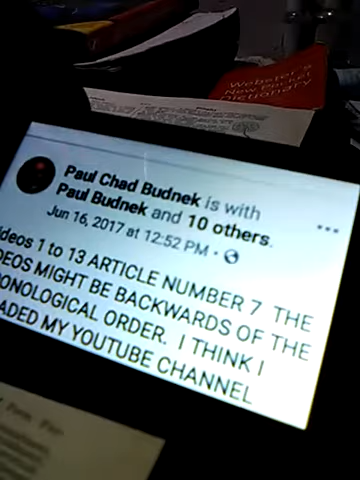 Webster's
New Pocket
Dictionary
Paul Chad Budnek is with
Paul Budnek and 10 others.
Jun 16, 2017 at 12:52 PM
deos 1 to 13 ARTICLE NUMBER 7 THE
DEOS MIGHT BE BACKWARDS OF THE
ONOLOGICAL ORDER. I THINK I
ADED MY YOUTUBE CHANNEL